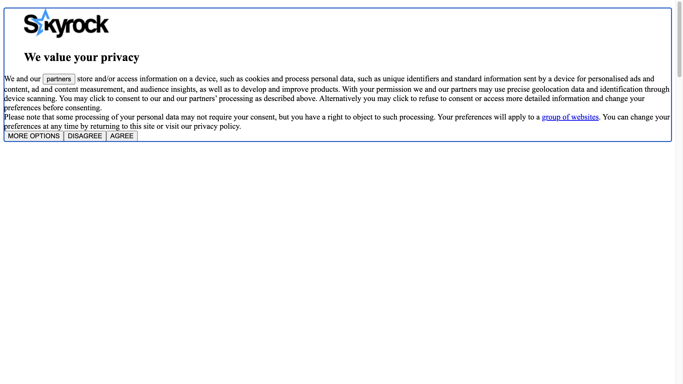 Skyrock
We value your privacy
We and our partners store and/or access information on a device, such as cookies and process personal data, such as unique identifiers and standard information sent by a device for personalised ads and
content, ad and content measurement, and audience insights, as well as to develop and improve products. With your permission we and our partners may use precise geolocation data and identification through
device scanning. You may click to consent to our and our partners’ processing as described above. Alternatively you may click to refuse to consent or access more detailed information and change your
preferences before consenting.
Please note that some processing of your personal data may not require your consent, but you have a right to object to such processing. Your preferences will apply to a group of websites. You can change your
preferences at any time by returning to this site or visit our privacy policy.
MORE OPTIONS DISAGREE AGREE